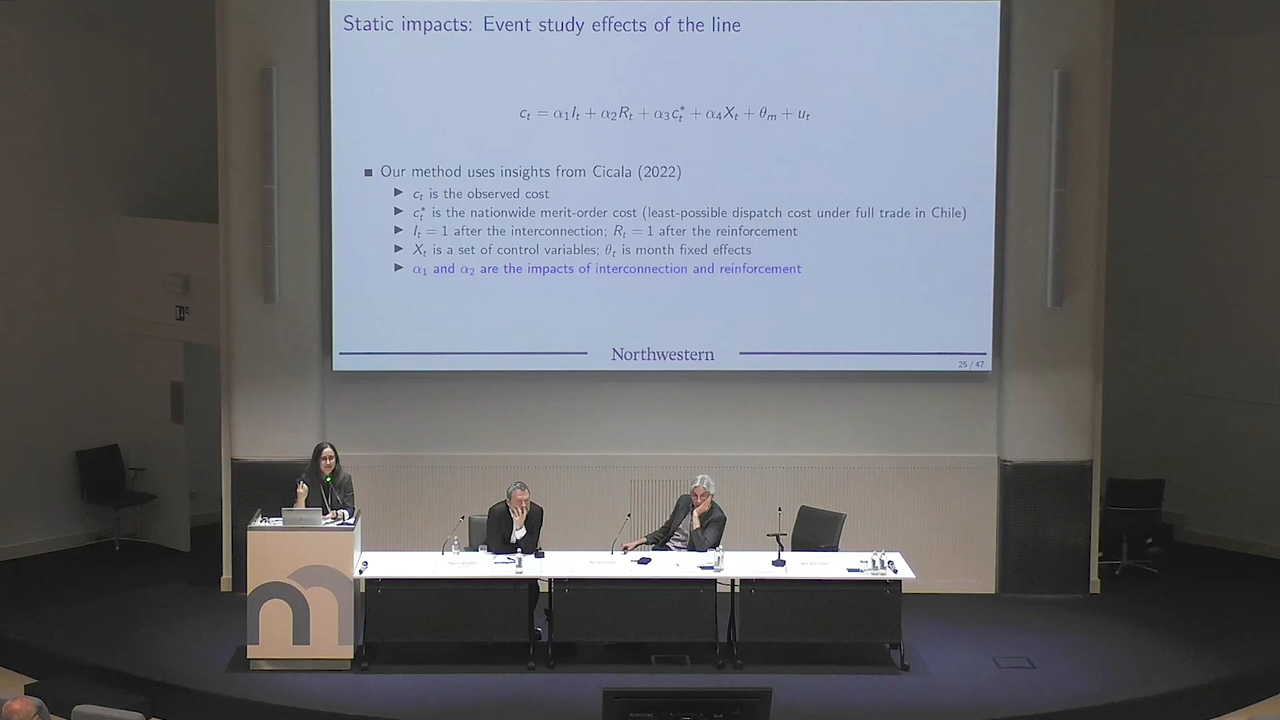 Static impacts: Event study effects of the line
c_t = α_1 I_t + α_2 R_t + α_3 c_t^* + α_4 X_t + θ_m + u_t
■ Our method uses insights from Cicala (2022)
▶ c_t is the observed cost
▶ c_t^* is the nationwide merit-order cost (least-possible dispatch cost under full trade in Chile)
▶ I_t = 1 after the interconnection; R_t = 1 after the reinforcement
▶ X_t is a set of control variables; θ_t is month fixed effects
▶ α_1 and α_2 are the impacts of interconnection and reinforcement
Northwestern
25 / 47